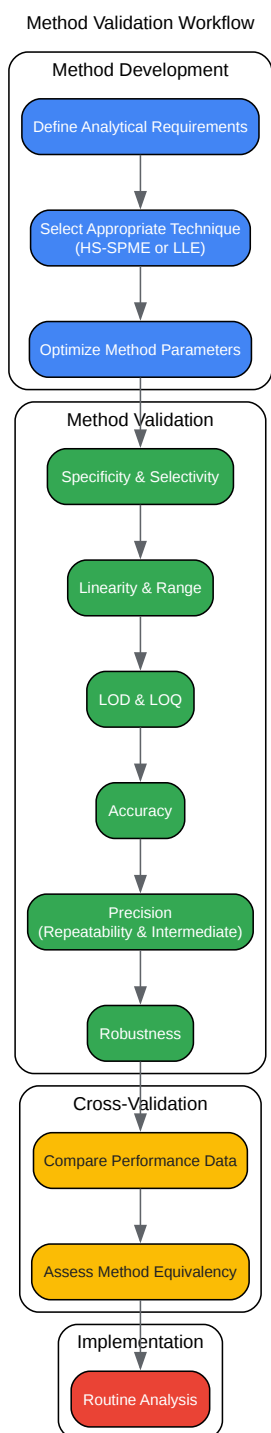 Method Validation Workflow
Method Development
Define Analytical Requirements
Select Appropriate Technique
(HS-SPME or LLE)
Optimize Method Parameters
Method Validation
Specificity & Selectivity
Linearity & Range
LOD & LOQ
Accuracy
Precision
(Repeatability & Intermediate)
Robustness
Cross-Validation
Compare Performance Data
Assess Method Equivalency
Implementation
Routine Analysis